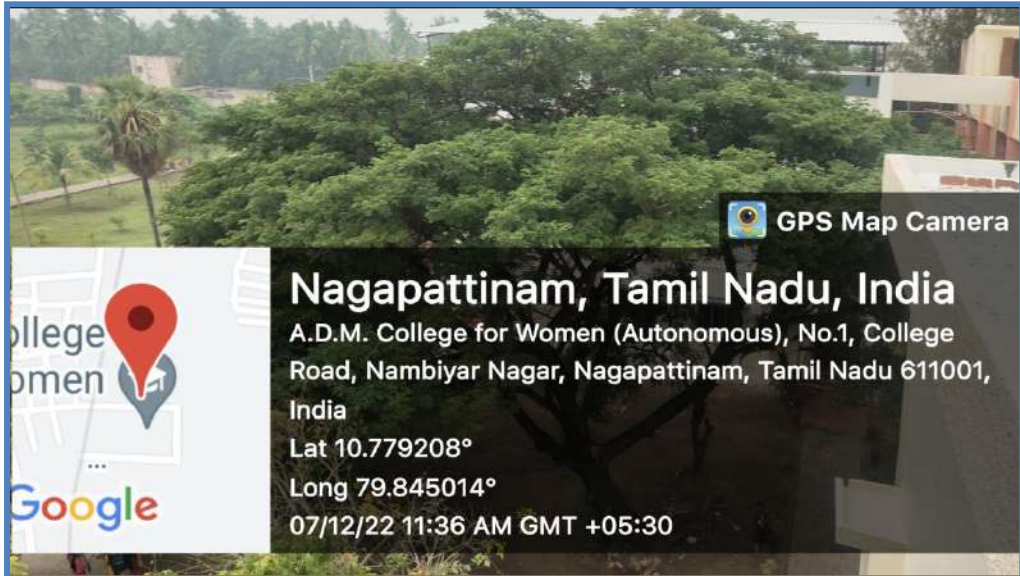 GPS Map Camera
Nagapattinam, Tamil Nadu, India
A.D.M. College for Women (Autonomous), No.1, College
Road, Nambiyar Nagar, Nagapattinam, Tamil Nadu 611001,
India
Lat 10.779208°
Long 79.845014°
07/12/22 11:36 AM GMT +05:30
ollege
omen
...
Google